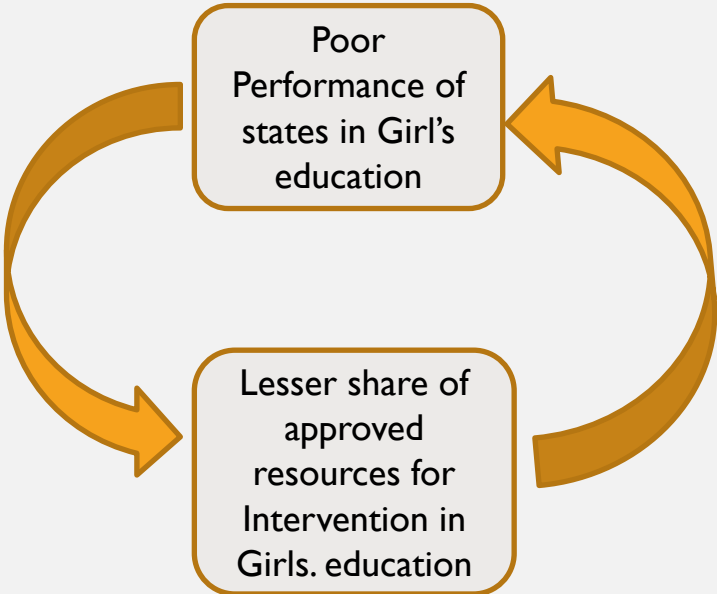 Poor
Performance of
states in Girl’s
education
Lesser share of
approved
resources for
Intervention in
Girls. education